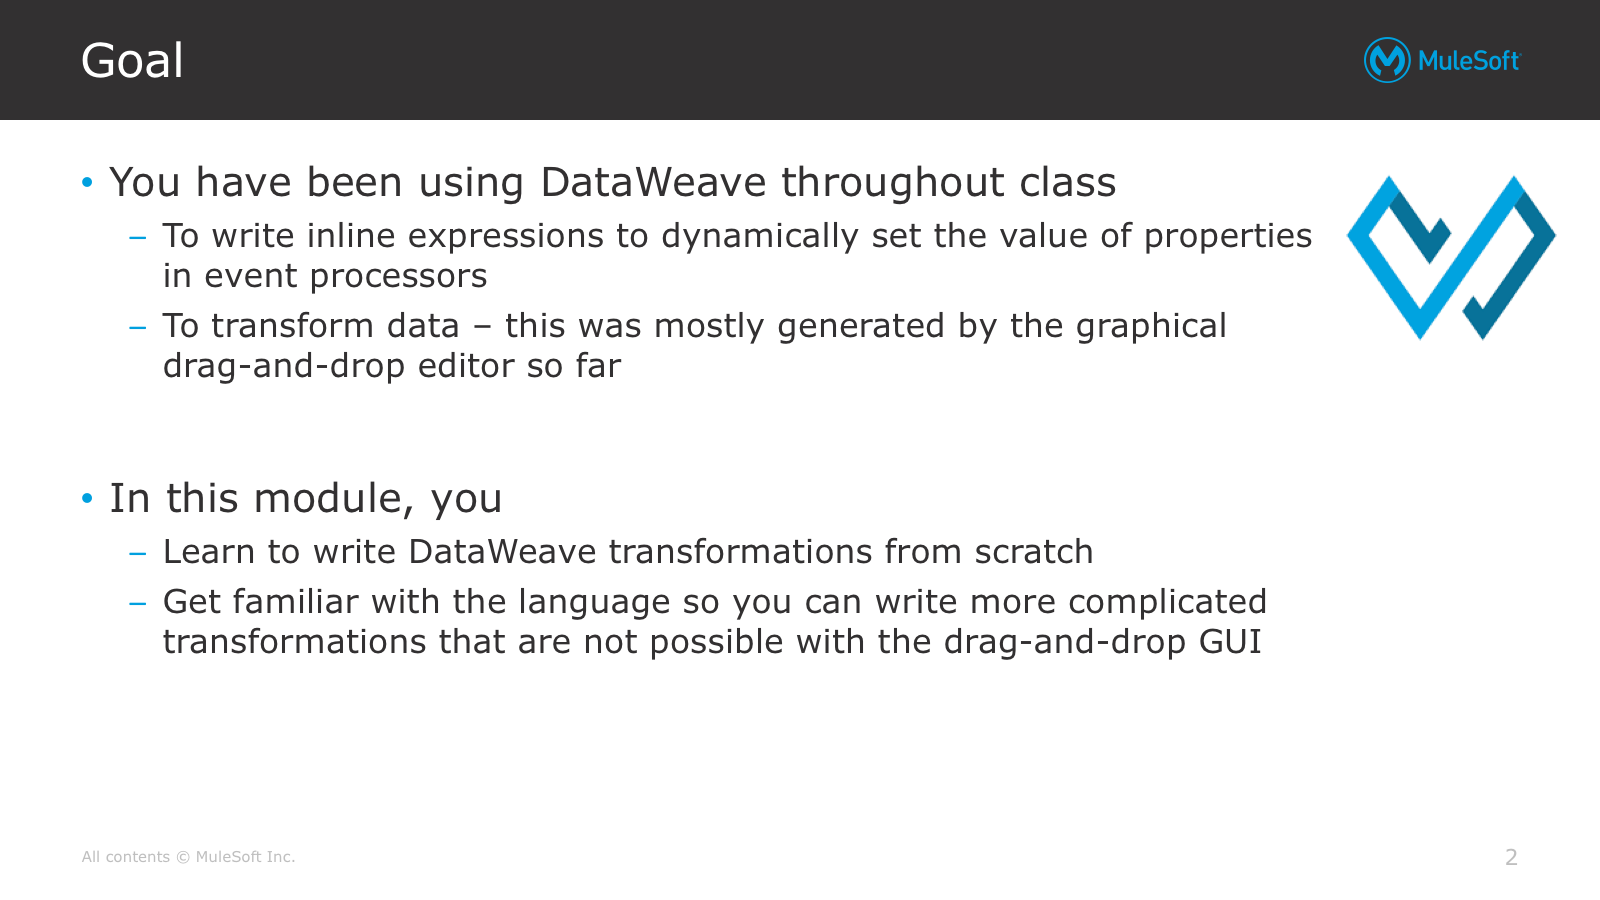 Goal
MuleSoft
• You have been using DataWeave throughout class
– To write inline expressions to dynamically set the value of properties
in event processors
– To transform data – this was mostly generated by the graphical
drag-and-drop editor so far
• In this module, you
– Learn to write DataWeave transformations from scratch
– Get familiar with the language so you can write more complicated
transformations that are not possible with the drag-and-drop GUI
All contents © MuleSoft Inc.
2